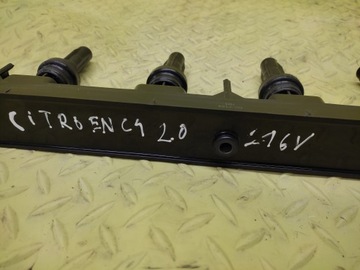 CITROEN C4 2.0 i 16V